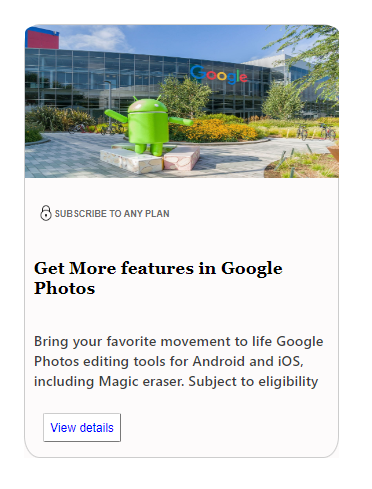 Google
SUBSCRIBE TO ANY PLAN
Get More features in Google
Photos
Bring your favorite movement to life Google
Photos editing tools for Android and iOS,
including Magic eraser. Subject to eligibility
View details